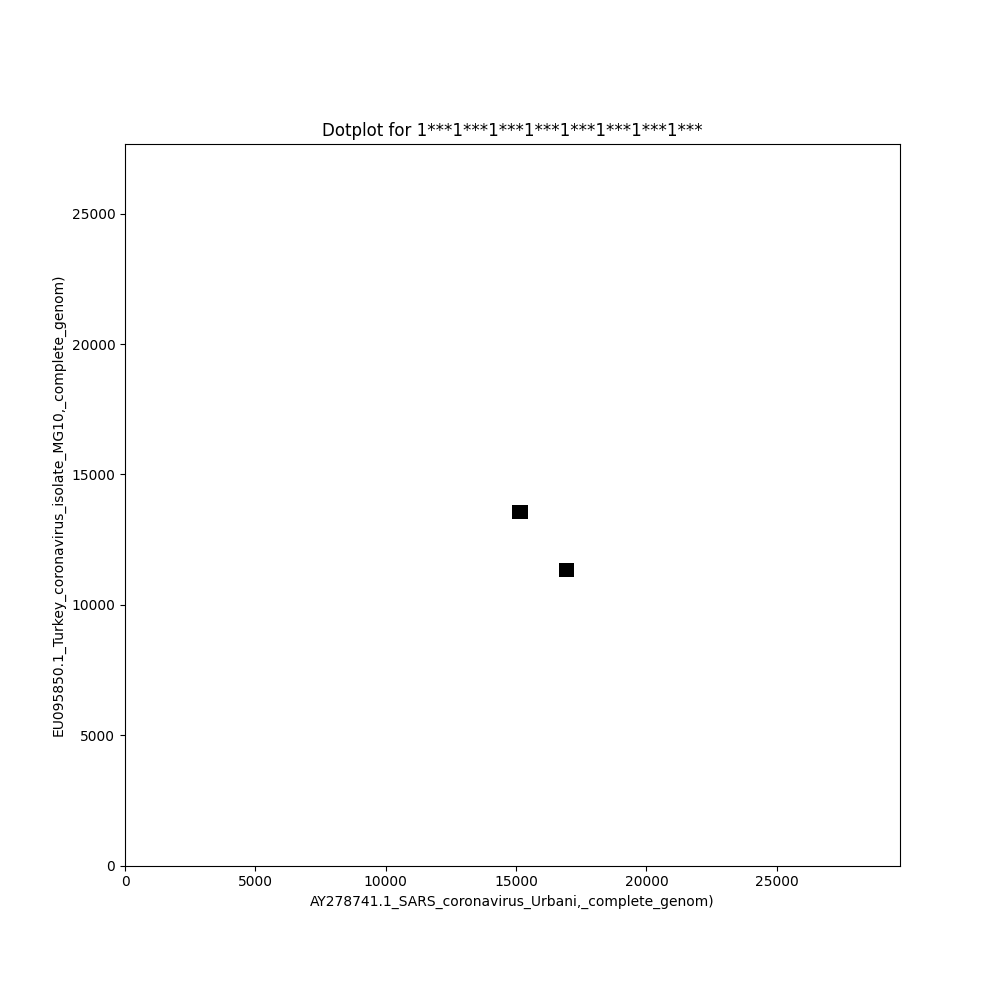 Dotplot for 1***1***1***1***1***1***1***1***
25000
20000
15000
10000
5000
0
EU095850.1_Turkey_coronavirus_isolate_MG10,_complete_genom)
0 5000 10000 15000 20000 25000
AY278741.1_SARS_coronavirus_Urbani,_complete_genom)